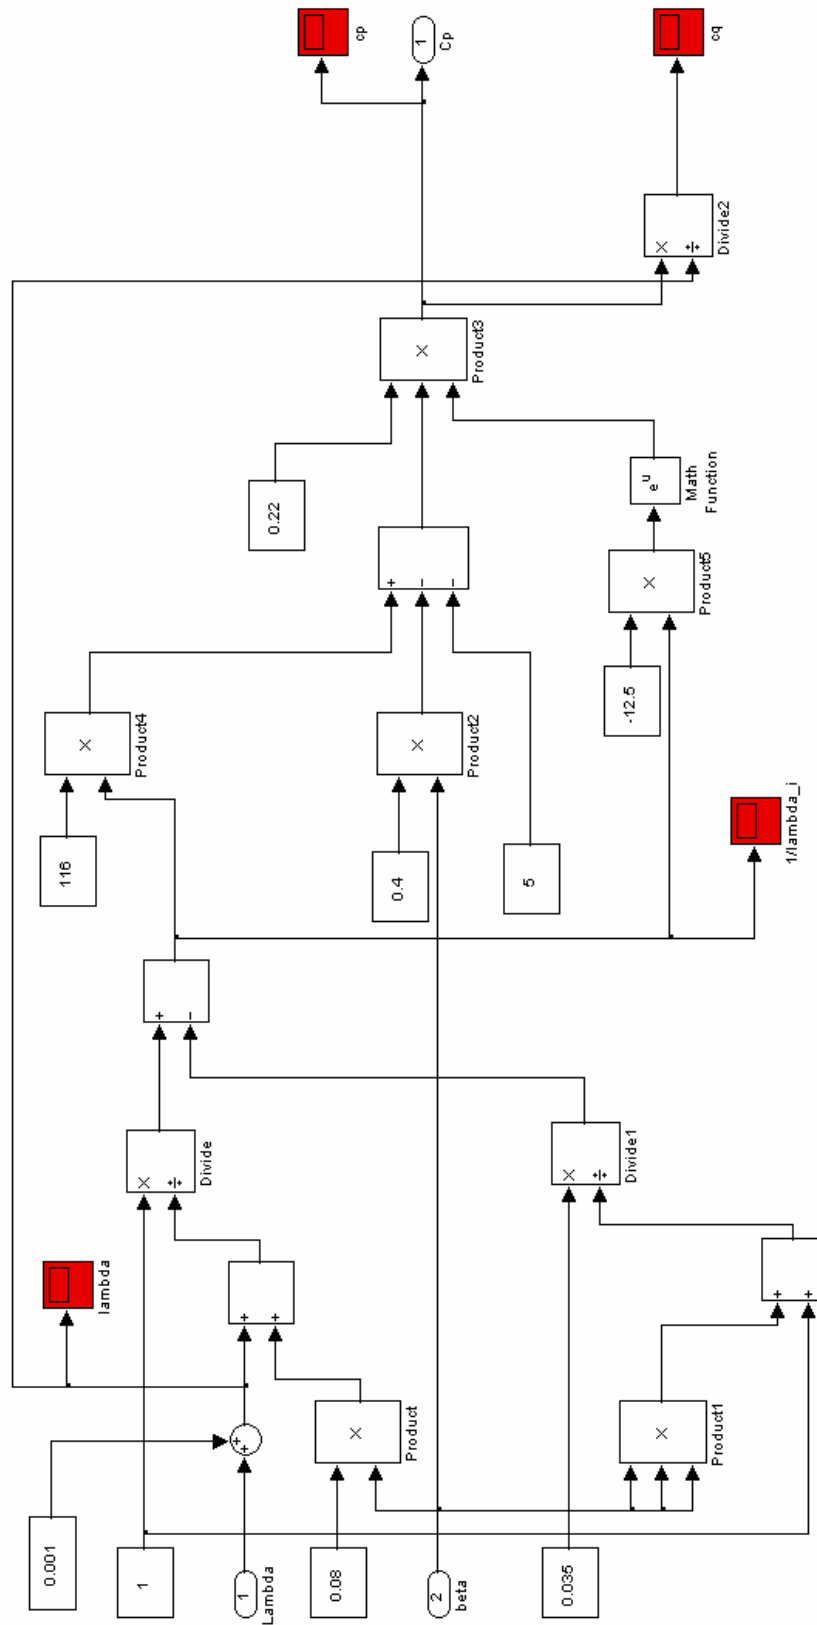 0.001
1
1
Lambda
0.08
2
beta
0.035
lambda
+
+
×
Product
×
Product1
+
+
+
+
×
÷
Divide
×
÷
Divide1
+
−
1/lambda_i
116
0.4
5
-12.5
×
Product4
×
Product2
×
Product5
+
−
−
0.22
e^u
Math
Function
×
Product3
×
÷
Divide2
cp
1
Cp
cq